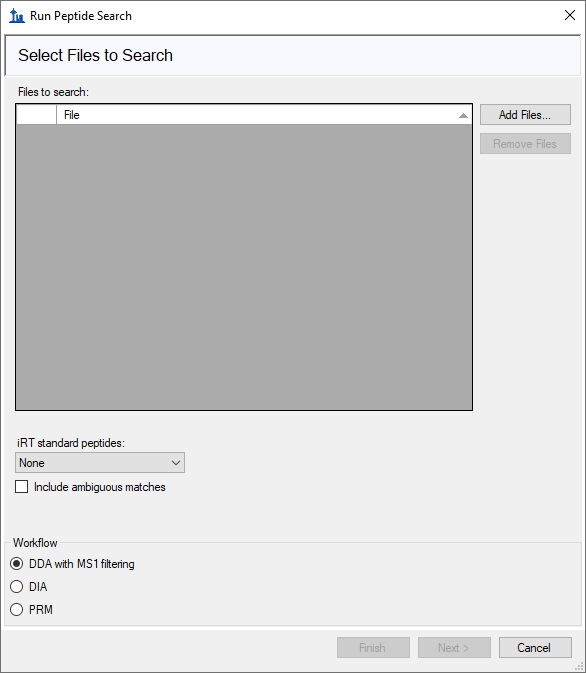 Run Peptide Search
Select Files to Search
Files to search:
File
Add Files...
Remove Files
iRT standard peptides:
None
Include ambiguous matches
Workflow
DDA with MS1 filtering
DIA
PRM
Finish
Next >
Cancel